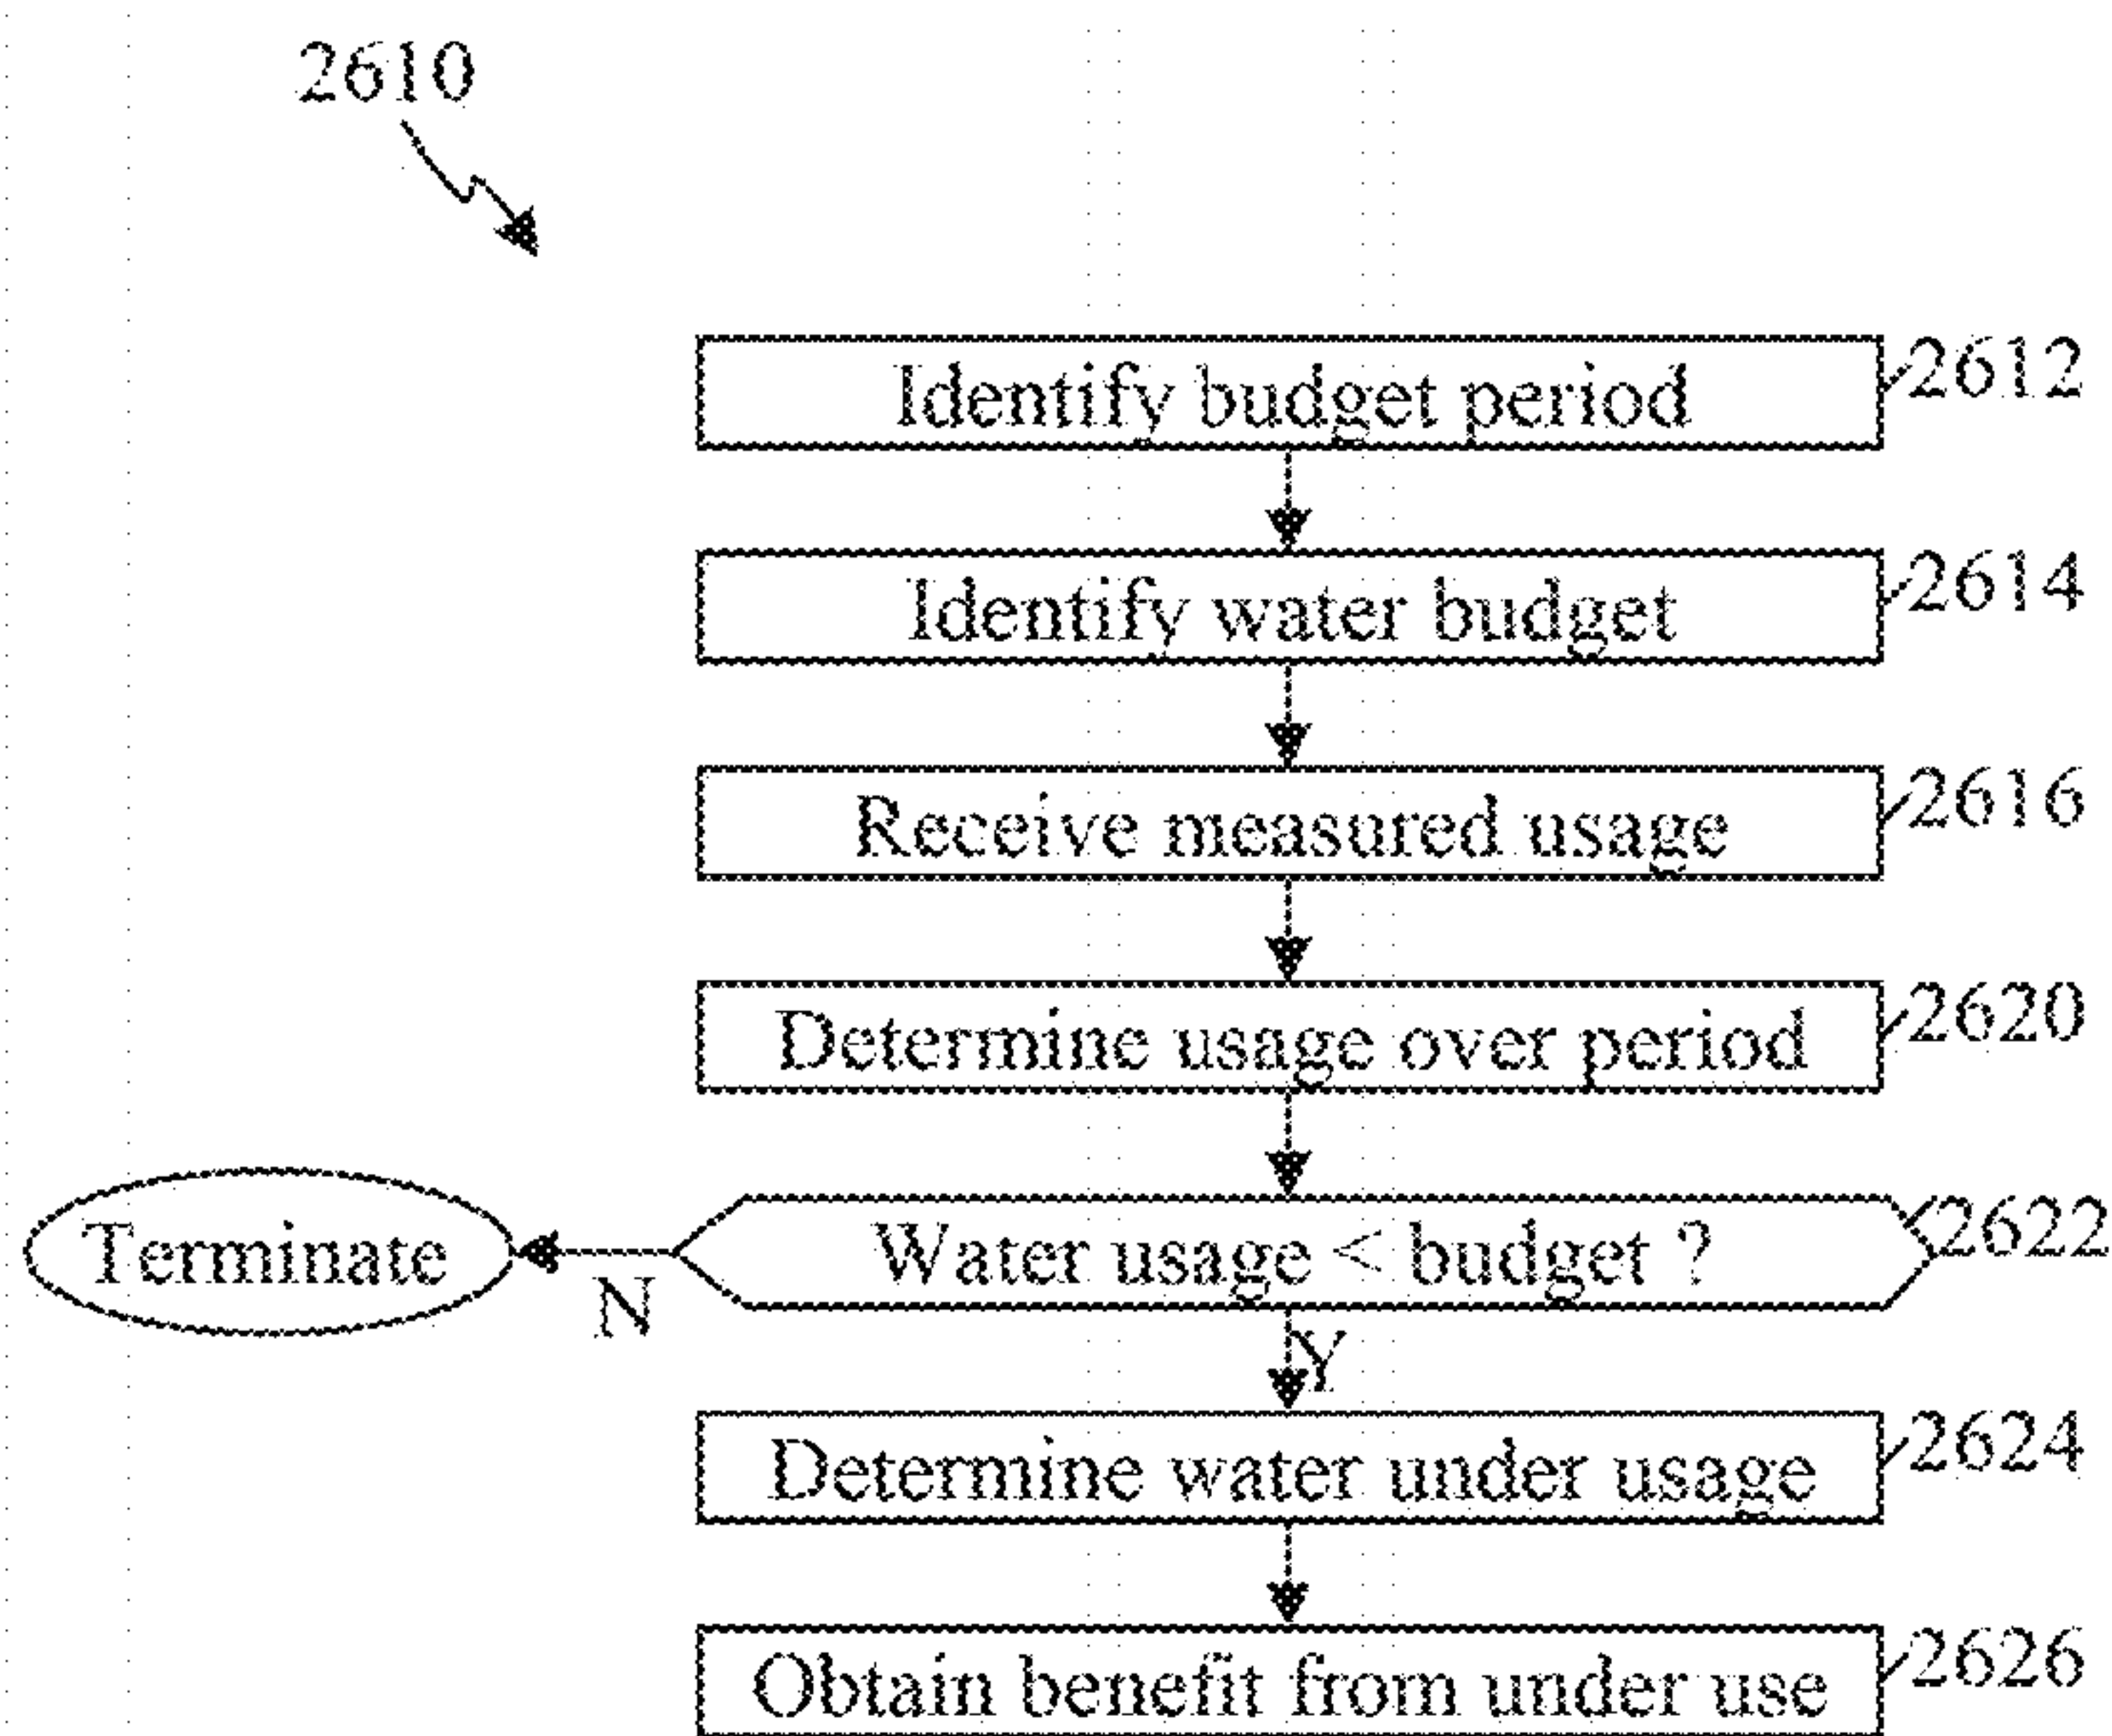 2610
Identify budget period
2612
Identify water budget
2614
Receive measured usage
2616
Determine usage over period
2620
Terminate
N
Water usage < budget ?
2622
Y
Determine water under usage
2624
Obtain benefit from under use
2626